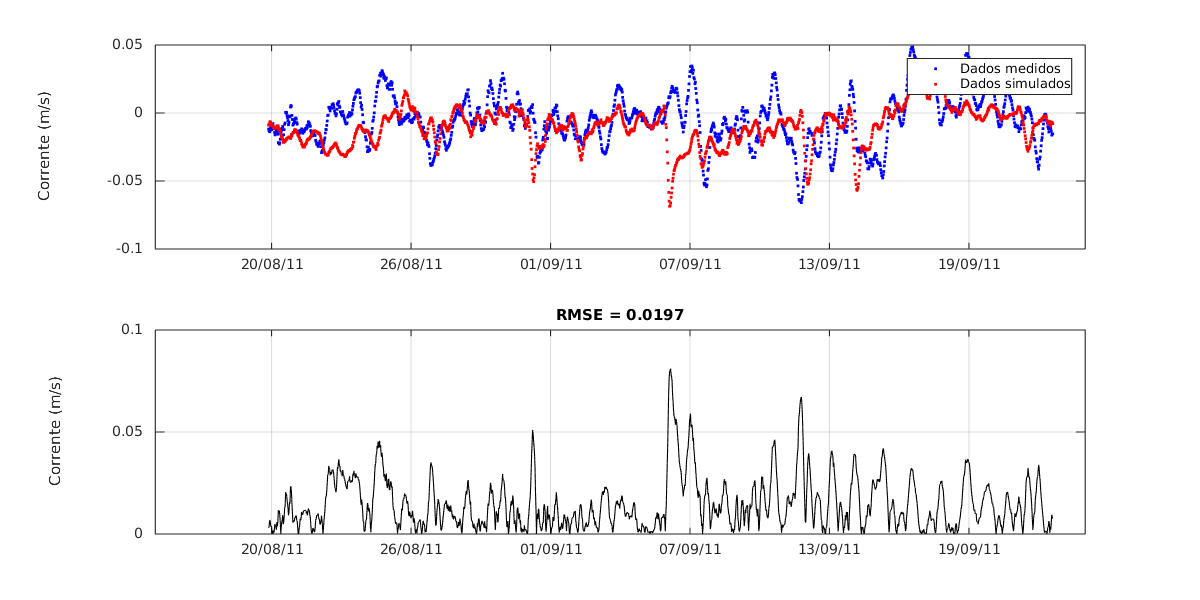 0.05
Dados medidos
Dados simulados
0
-0.05
-0.1
Corrente (m/s)
20/08/11 26/08/11 01/09/11 07/09/11 13/09/11 19/09/11
RMSE = 0.0197
0.1
0.05
0
Corrente (m/s)
20/08/11 26/08/11 01/09/11 07/09/11 13/09/11 19/09/11